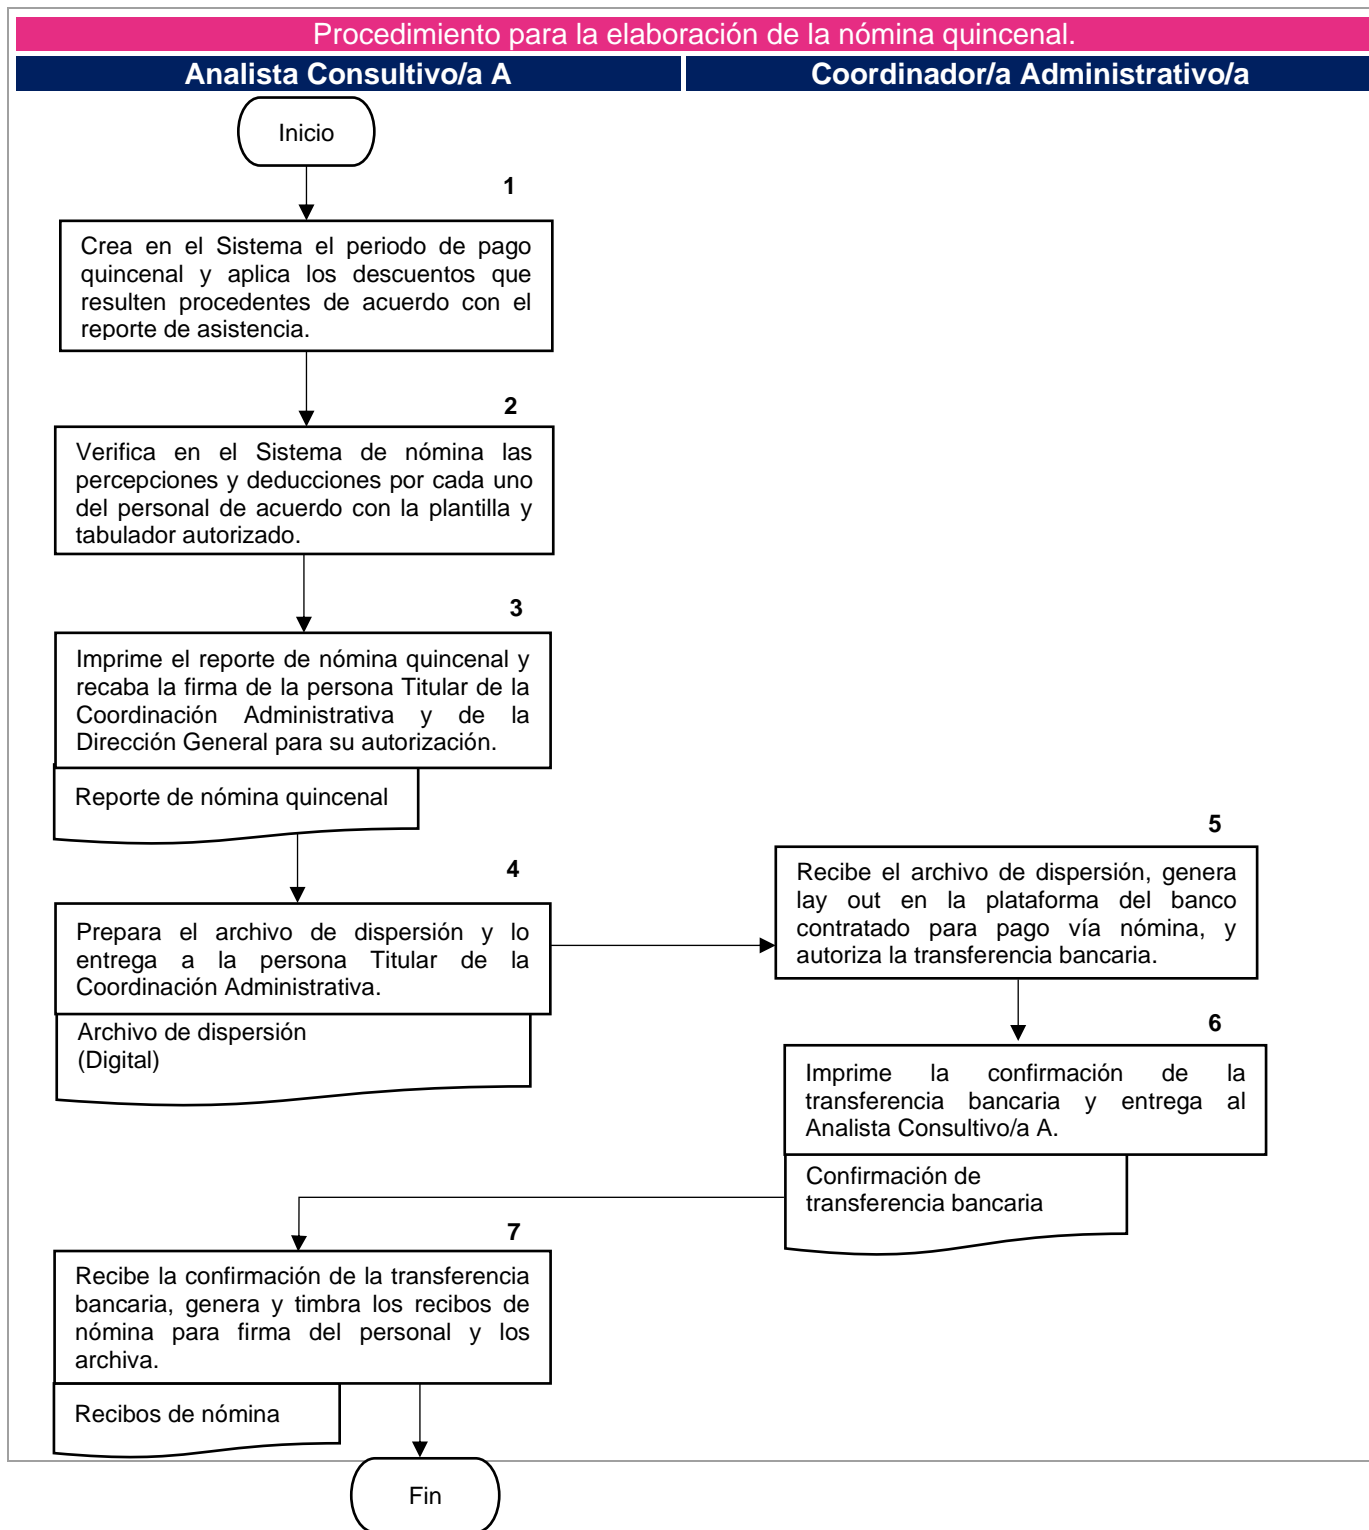 Procedimiento para la elaboración de la nómina quincenal.
Analista Consultivo/a A
Coordinador/a Administrativo/a
Inicio
1
Crea en el Sistema el periodo de pago
quincenal y aplica los descuentos que
resulten procedentes de acuerdo con el
reporte de asistencia.
2
Verifica en el Sistema de nómina las
percepciones y deducciones por cada uno
del personal de acuerdo con la plantilla y
tabulador autorizado.
3
Imprime el reporte de nómina quincenal y
recaba la firma de la persona Titular de la
Coordinación Administrativa y de la
Dirección General para su autorización.
Reporte de nómina quincenal
4
Prepara el archivo de dispersión y lo
entrega a la persona Titular de la
Coordinación Administrativa.
Archivo de dispersión
(Digital)
5
Recibe el archivo de dispersión, genera
lay out en la plataforma del banco
contratado para pago vía nómina, y
autoriza la transferencia bancaria.
6
Imprime la confirmación de la
transferencia bancaria y entrega al
Analista Consultivo/a A.
Confirmación de
transferencia bancaria
7
Recibe la confirmación de la transferencia
bancaria, genera y timbra los recibos de
nómina para firma del personal y los
archiva.
Recibos de nómina
Fin